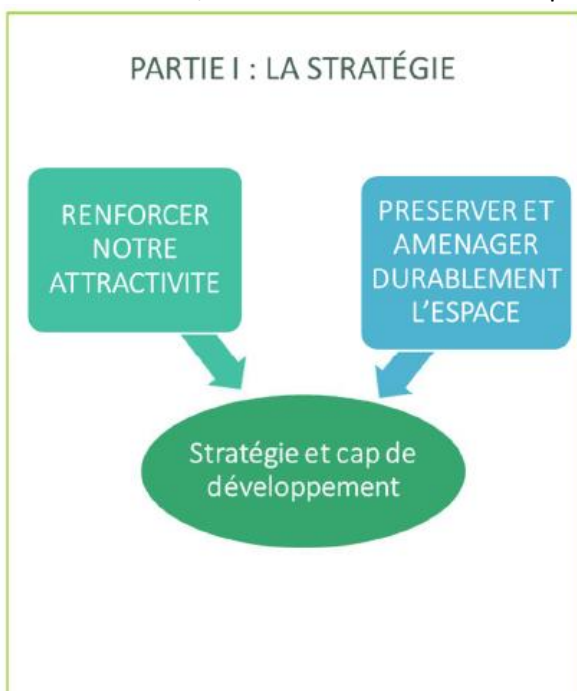 PARTIE I : LA STRATÉGIE
RENFORCER
NOTRE
ATTRACTIVITE
PRESERVER ET
AMENAGER
DURABLEMENT
L'ESPACE
Stratégie et cap de
développement